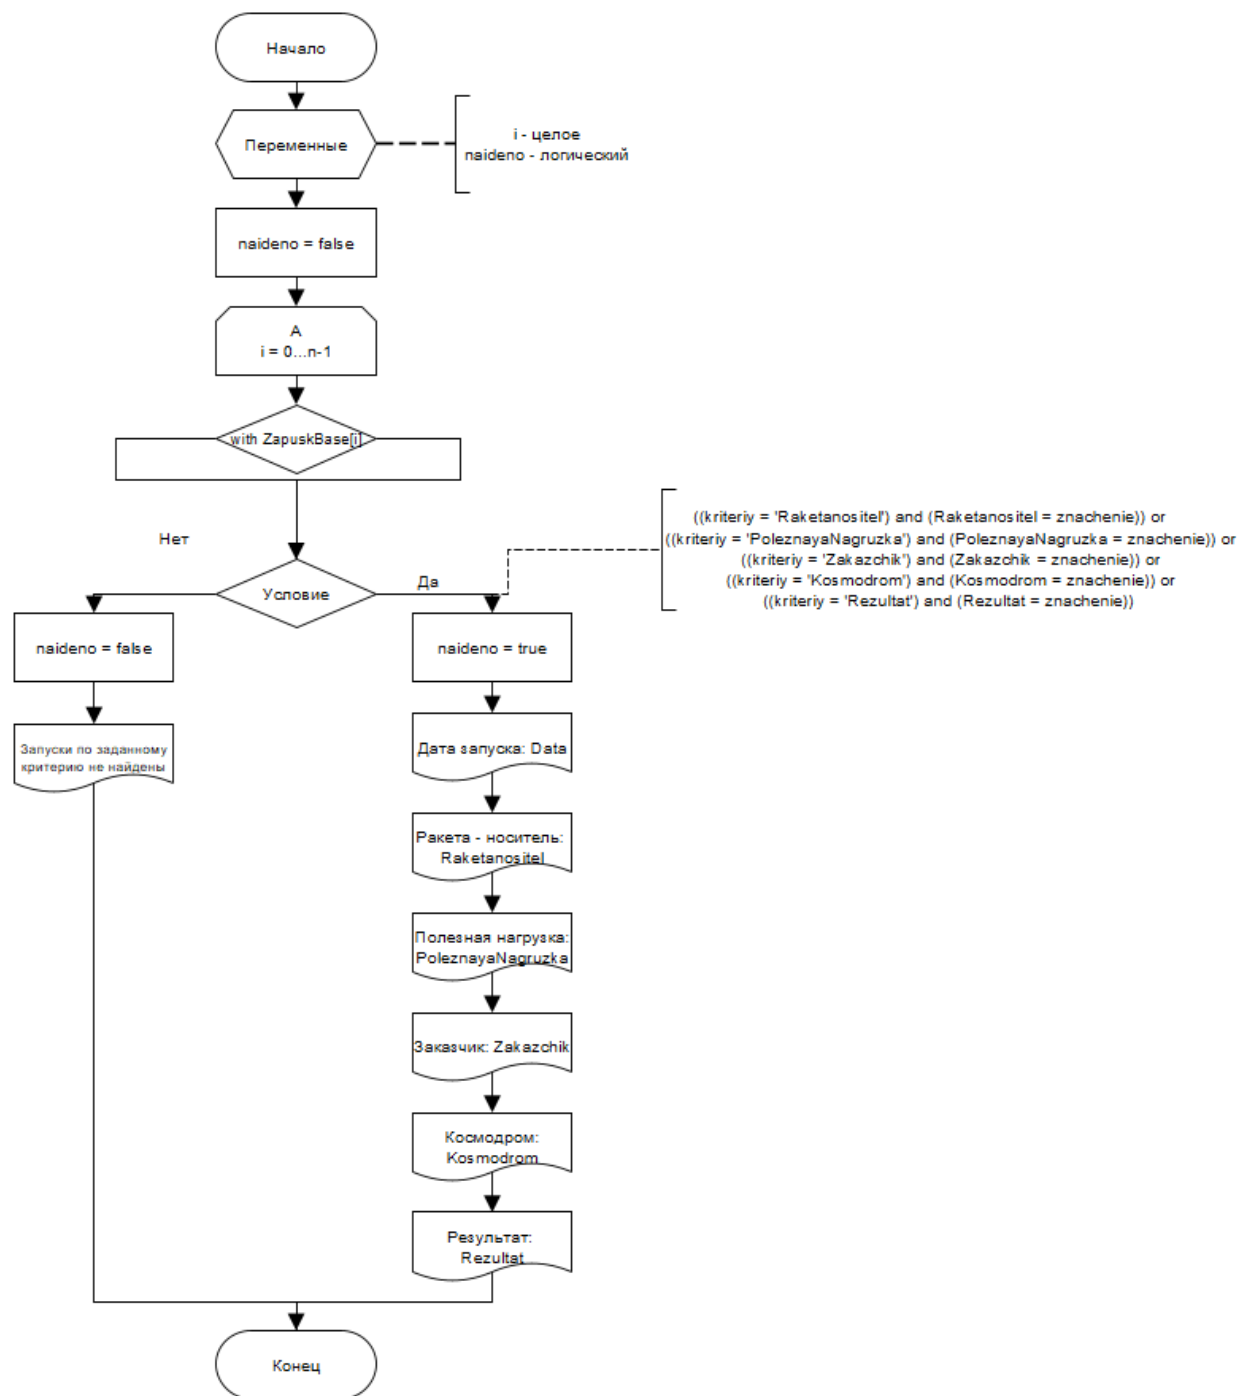 Начало
Переменные
i - целое
naideno - логический
naideno = false
A
i = 0...n-1
with ZapuskBase[i]
((kriteriy = 'Raketanositel') and (Raketanositel = znachenie)) or
((kriteriy = 'PoleznayaNagruzka') and (PoleznayaNagruzka = znachenie)) or
((kriteriy = 'Zakazchik') and (Zakazchik = znachenie)) or
((kriteriy = 'Kosmodrom') and (Kosmodrom = znachenie)) or
((kriteriy = 'Rezultat') and (Rezultat = znachenie))
Нет
Условие
Да
naideno = false
Запуски по заданному
критерию не найдены
naideno = true
Дата запуска: Data
Ракета - носитель:
Raketanositel
Полезная нагрузка:
PoleznayaNagruzka
Заказчик: Zakazchik
Космодром:
Kosmodrom
Результат:
Rezultat
Конец